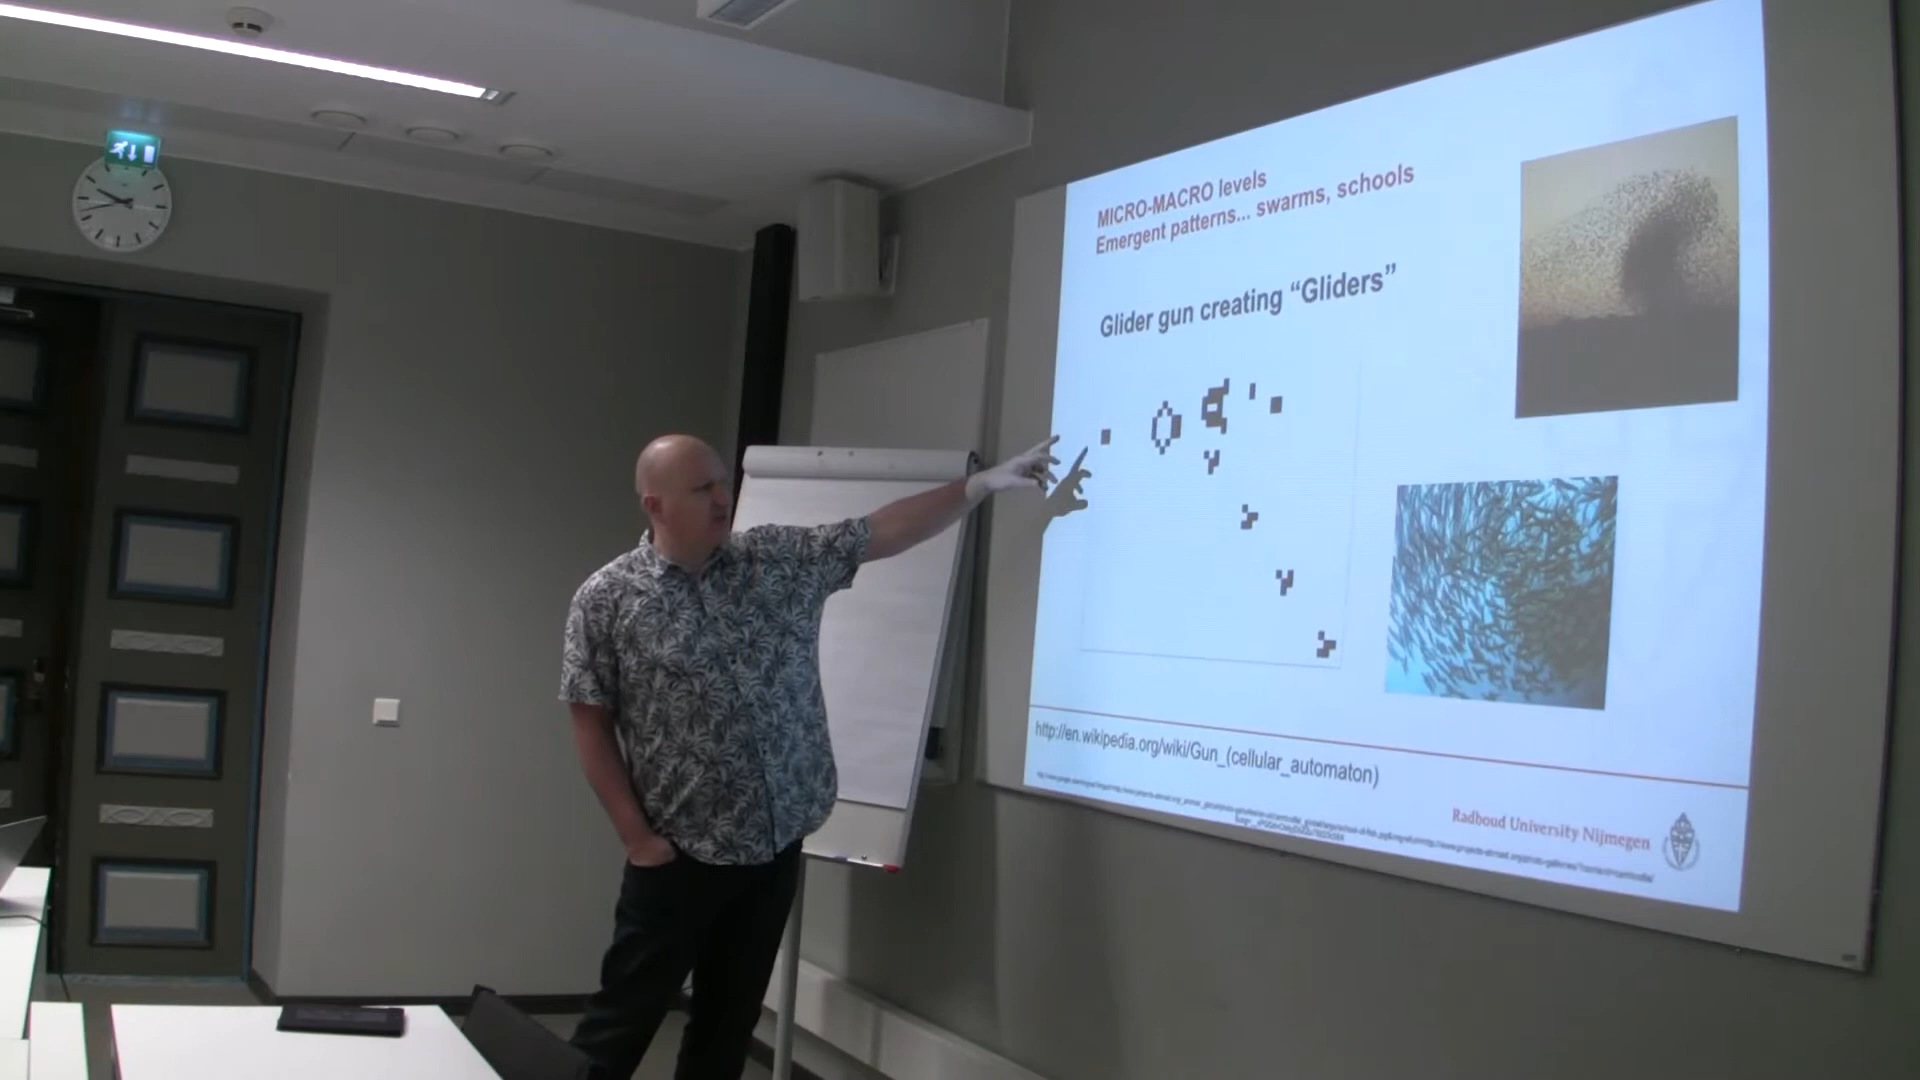 MICRO-MACRO levels
Emergent patterns... swarms, schools
Glider gun creating “Gliders”
http://en.wikipedia.org/wiki/Gun_(cellular_automaton)
Radboud University Nijmegen